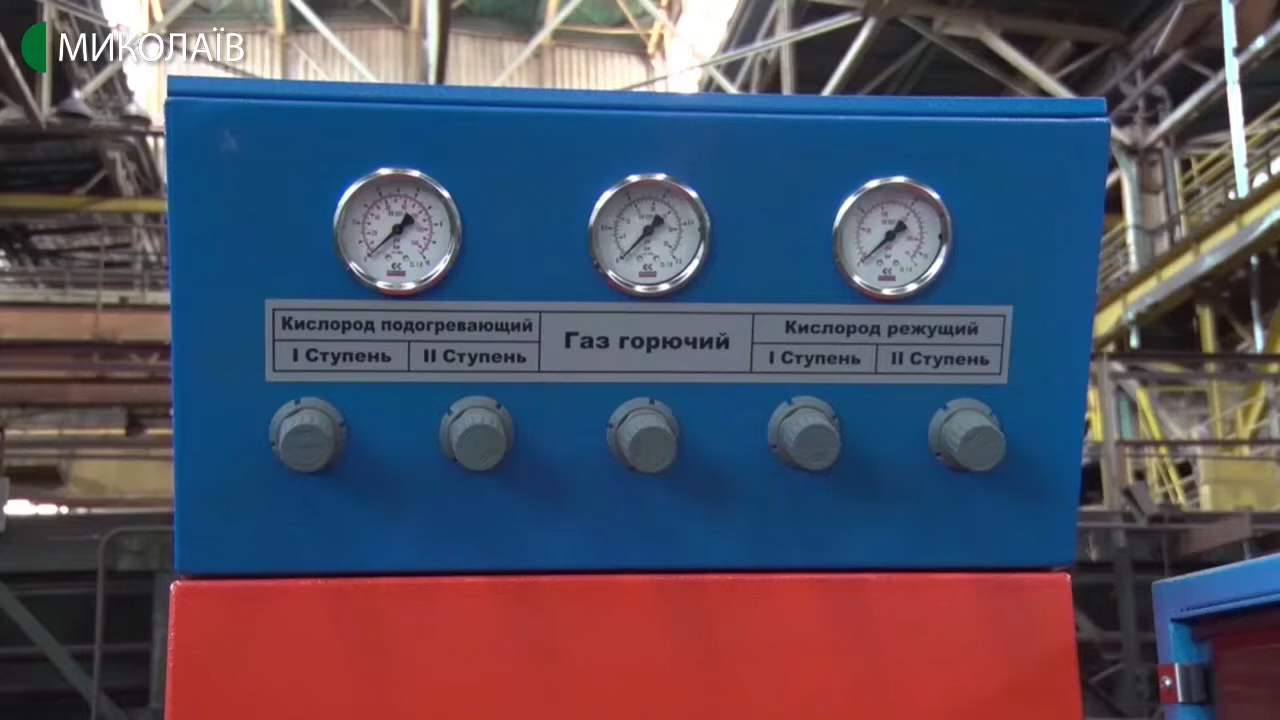 МИКОЛАЇВ
Кислород подогревающий
I Ступень
II Ступень
Газ горючий
Кислород режущий
I Ступень
II Ступень